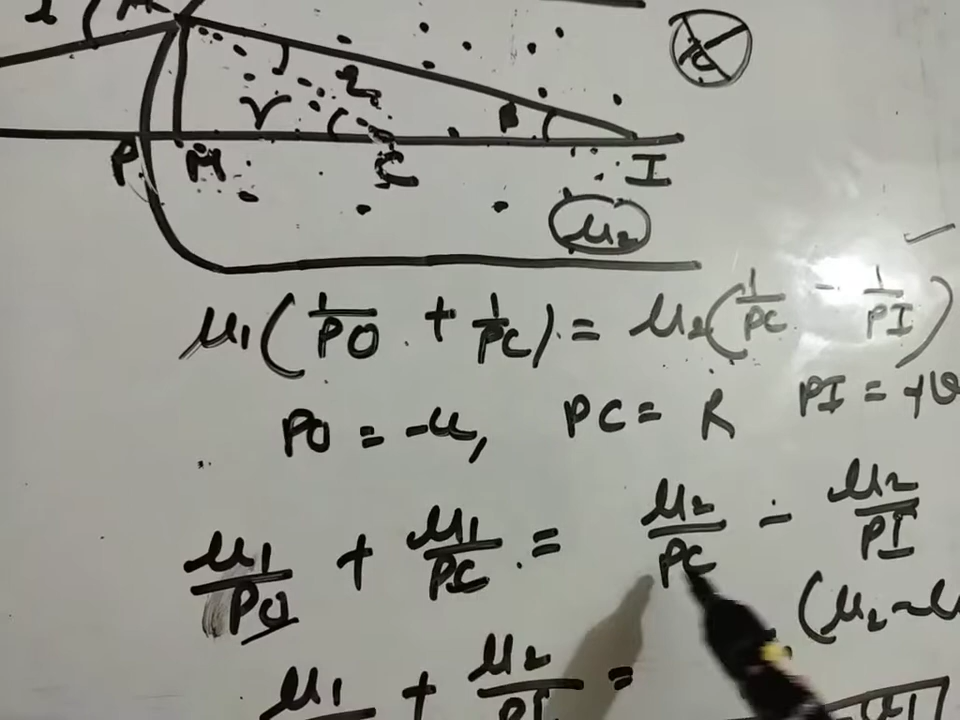 r
γ C β
P M C I
μ₂
μ₁(1/PO + 1/PC) = μ₂(1/PC - 1/PI)
PO = -u, PC = R PI = +v
μ₁/PO + μ₁/PC = μ₂/PC - μ₂/PI
(μ₂ -
μ₁ + μ₂/PI =